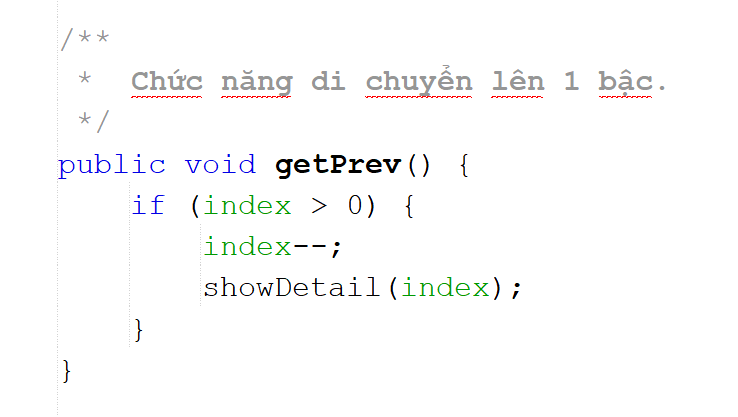 /**
 *  Chức năng di chuyển lên 1 bậc.
 */
public void getPrev() {
    if (index > 0) {
        index--;
        showDetail(index);
    }
}